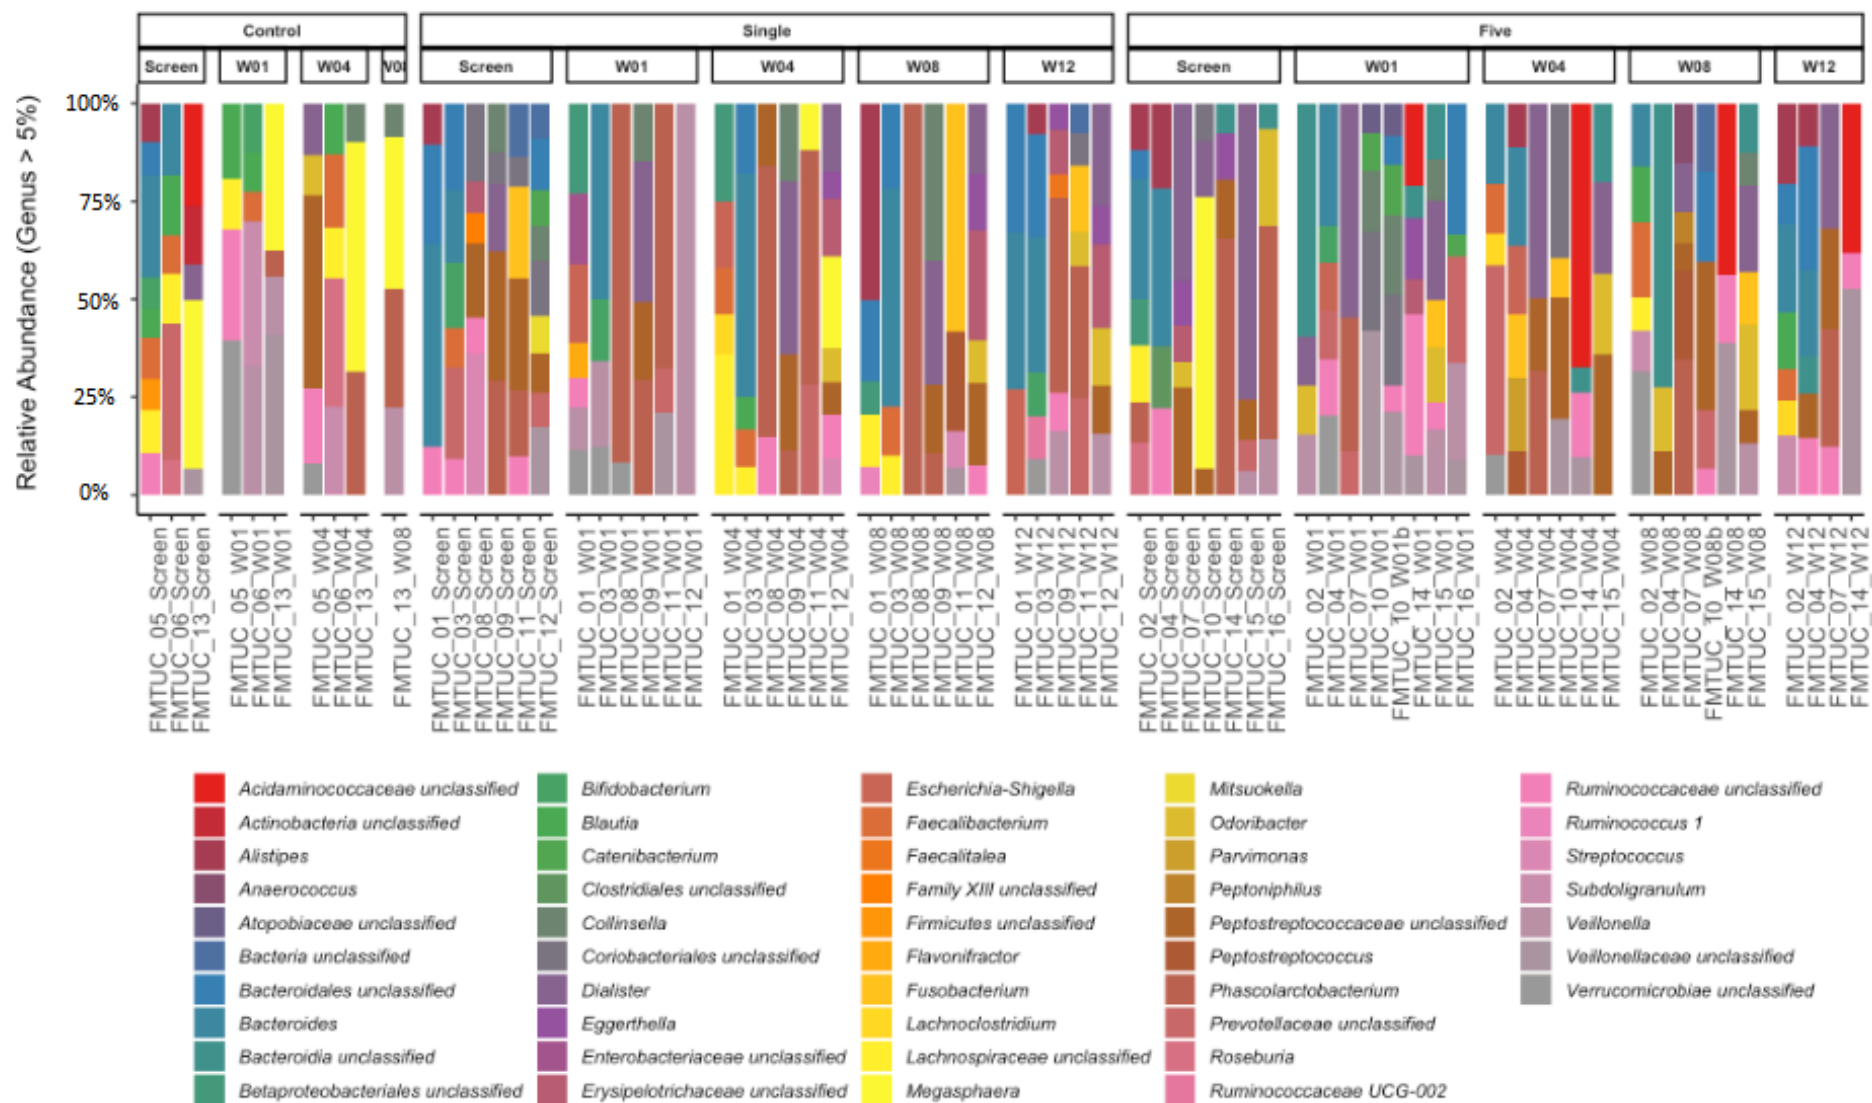 Control Single Five
Screen W01 W04 Screen W01 W04 W08 W12 Screen W01 W04 W08 W12
Relative Abundance (Genus > 5%)
100%
75%
50%
25%
0%
FMTUC_05_Screen
FMTUC_06_Screen
FMTUC_13_Screen
FMTUC_05_W01
FMTUC_06_W01
FMTUC_13_W01
FMTUC_05_W04
FMTUC_06_W04
FMTUC_13_W04
FMTUC_13_W08
FMTUC_01_Screen
FMTUC_03_Screen
FMTUC_08_Screen
FMTUC_09_Screen
FMTUC_11_Screen
FMTUC_12_Screen
FMTUC_01_W01
FMTUC_03_W01
FMTUC_08_W01
FMTUC_09_W01
FMTUC_11_W01
FMTUC_12_W01
FMTUC_01_W04
FMTUC_03_W04
FMTUC_08_W04
FMTUC_09_W04
FMTUC_11_W04
FMTUC_12_W04
FMTUC_01_W08
FMTUC_03_W08
FMTUC_08_W08
FMTUC_09_W08
FMTUC_11_W08
FMTUC_12_W08
FMTUC_01_W12
FMTUC_03_W12
FMTUC_09_W12
FMTUC_11_W12
FMTUC_12_W12
FMTUC_02_Screen
FMTUC_04_Screen
FMTUC_07_Screen
FMTUC_10_Screen
FMTUC_14_Screen
FMTUC_15_Screen
FMTUC_16_Screen
FMTUC_02_W01
FMTUC_04_W01
FMTUC_07_W01
FMTUC_10_W01
FMTUC_10_W01b
FMTUC_14_W01
FMTUC_15_W01
FMTUC_16_W01
FMTUC_02_W04
FMTUC_04_W04
FMTUC_07_W04
FMTUC_10_W04
FMTUC_14_W04
FMTUC_15_W04
FMTUC_02_W08
FMTUC_04_W08
FMTUC_07_W08
FMTUC_10_W08b
FMTUC_14_W08
FMTUC_15_W08
FMTUC_02_W12
FMTUC_04_W12
FMTUC_07_W12
FMTUC_14_W12
Acidaminococcaceae unclassified
Actinobacteria unclassified
Alistipes
Anaerococcus
Atopobiaceae unclassified
Bacteria unclassified
Bacteroidales unclassified
Bacteroides
Bacteroidia unclassified
Betaproteobacteriales unclassified
Bifidobacterium
Blautia
Catenibacterium
Clostridiales unclassified
Collinsella
Coriobacteriales unclassified
Dialister
Eggerthella
Enterobacteriaceae unclassified
Erysipelotrichaceae unclassified
Escherichia-Shigella
Faecalibacterium
Faecalitalea
Family XIII unclassified
Firmicutes unclassified
Flavonifractor
Fusobacterium
Lachnoclostridium
Lachnospiraceae unclassified
Megasphaera
Mitsuokella
Odoribacter
Parvimonas
Peptoniphilus
Peptostreptococcaceae unclassified
Peptostreptococcus
Phascolarctobacterium
Prevotellaceae unclassified
Roseburia
Ruminococcaceae UCG-002
Ruminococcaceae unclassified
Ruminococcus 1
Streptococcus
Subdoligranulum
Veillonella
Veillonellaceae unclassified
Verrucomicrobiae unclassified